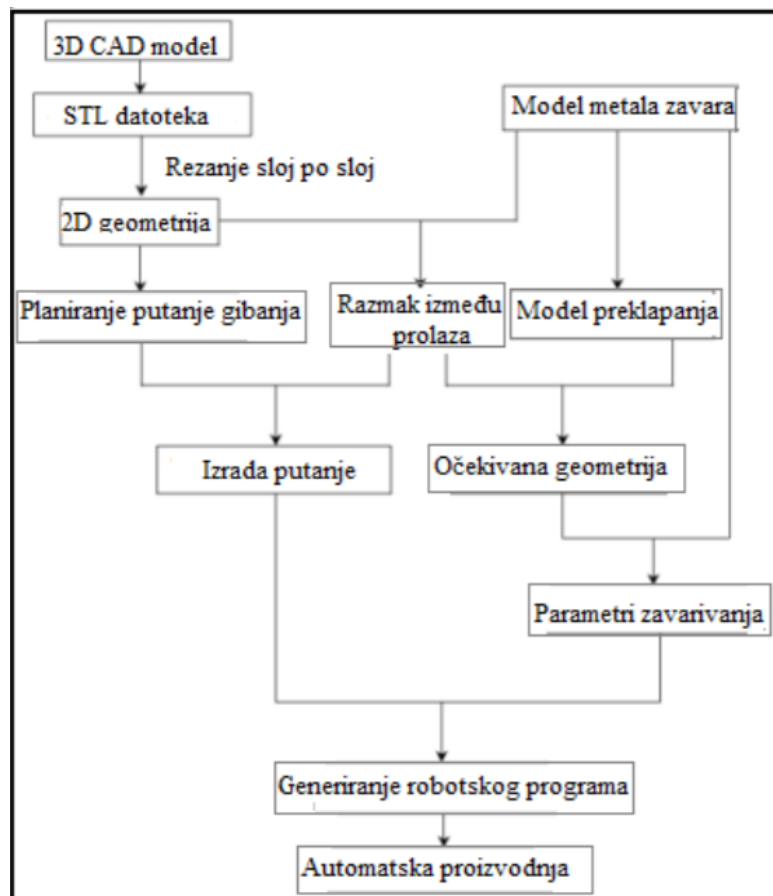 3D CAD model
STL datoteka
Model metala zavara
Rezanje sloj po sloj
2D geometrija
Planiranje putanje gibanja
Razmak između
prolaza
Model preklapanja
Izrada putanje
Očekivana geometrija
Parametri zavarivanja
Generiranje robotskog programa
Automatska proizvodnja